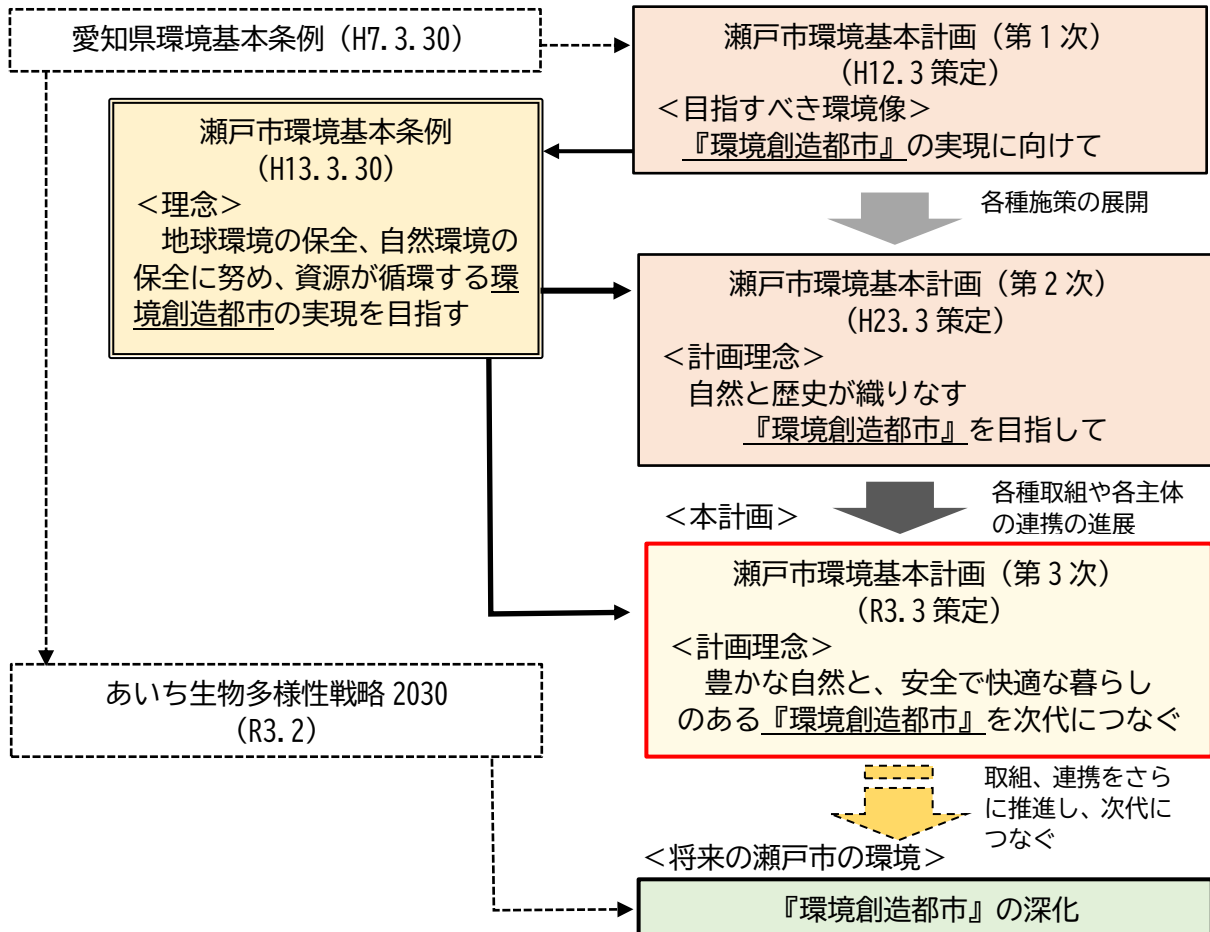 愛知県環境基本条例（H7.3.30）
瀬戸市環境基本計画（第１次）
（H12.3 策定）
＜目指すべき環境像＞
『環境創造都市』の実現に向けて
瀬戸市環境基本条例
（H13.3.30）
＜理念＞
地球環境の保全、自然環境の
保全に努め、資源が循環する環
境創造都市の実現を目指す
各種施策の展開
瀬戸市環境基本計画（第２次）
（H23.3 策定）
＜計画理念＞
自然と歴史が織りなす
『環境創造都市』を目指して
各種取組や各主体
の連携の進展
＜本計画＞
瀬戸市環境基本計画（第３次）
（R3.3 策定）
＜計画理念＞
豊かな自然と、安全で快適な暮らし
のある『環境創造都市』を次代につなぐ
あいち生物多様性戦略 2030
（R3.2）
取組、連携をさら
に推進し、次代に
つなぐ
＜将来の瀬戸市の環境＞
『環境創造都市』の深化